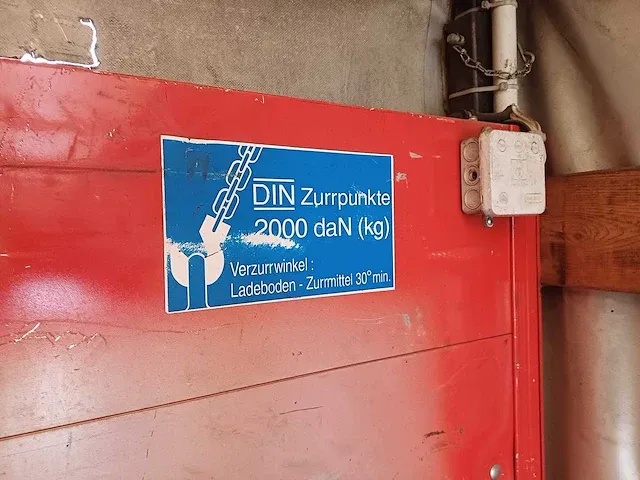 DIN Zurrpunkte
2000 daN (kg)
Verzurrwinkel :
Ladeboden - Zurrmittel 30° min.